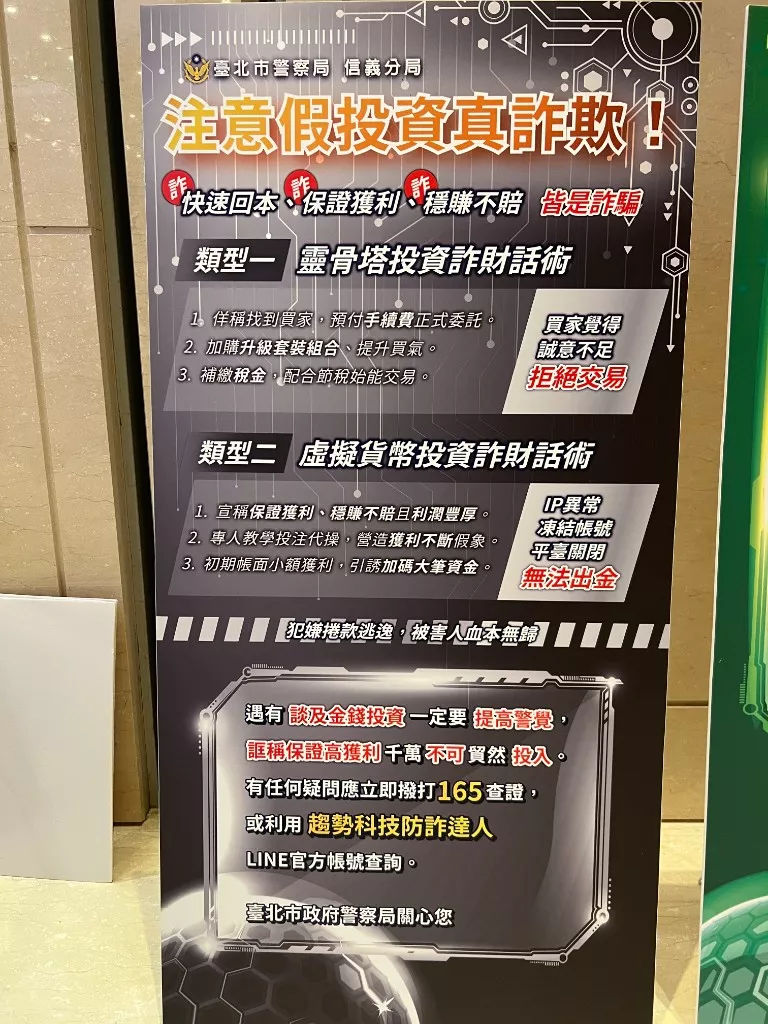 臺北市警察局 信義分局
注意假投資真詐欺！
詐 詐 詐
快速回本、保證獲利、穩賺不賠 皆是詐騙
類型一 靈骨塔投資詐財話術
1. 佯稱找到買家，預付手續費正式委託。
2. 加購升級套裝組合、提升買氣。
3. 補繳稅金，配合節稅始能交易。
買家覺得
誠意不足
拒絕交易
類型二 虛擬貨幣投資詐財話術
1. 宣稱保證獲利、穩賺不賠且利潤豐厚。
2. 專人教學投注代操，營造獲利不斷假象。
3. 初期帳面小額獲利，引誘加碼大筆資金。
IP異常
凍結帳號
平臺關閉
無法出金
犯嫌捲款逃逸，被害人血本無歸
遇有 談及金錢投資 一定要 提高警覺，
誆稱保證高獲利 千萬 不可 貿然 投入。
有任何疑問應立即撥打165查證，
或利用 趨勢科技防詐達人
LINE官方帳號查詢。
臺北市政府警察局關心您